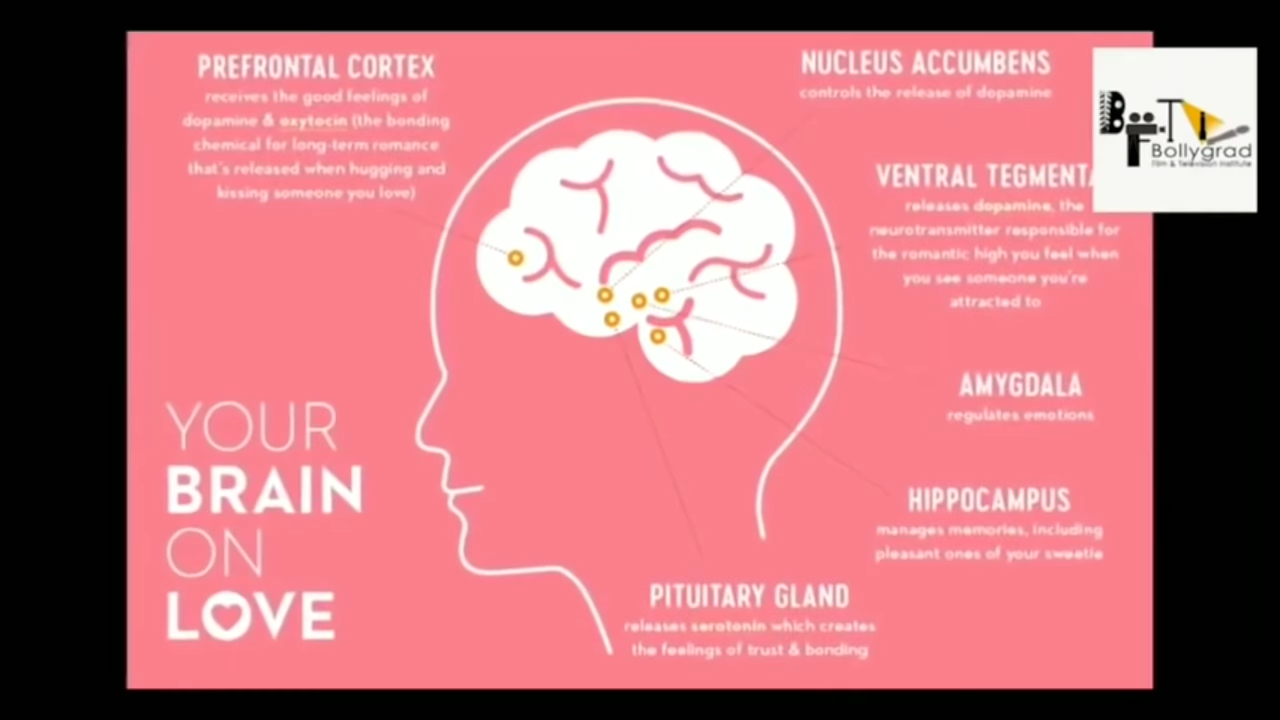 PREFRONTAL CORTEX
receives the good feelings of
dopamine & oxytocin (the bonding
chemical for long-term romance
that's released when hugging and
kissing someone you love)
NUCLEUS ACCUMBENS
controls the release of dopamine
VENTRAL TEGMENTA
releases dopamine, the
neurotransmitter responsible for
the romantic high you feel when
you see someone you're
attracted to
AMYGDALA
regulates emotions
HIPPOCAMPUS
manages memories, including
pleasant ones of your sweetie
PITUITARY GLAND
releases serotonin which creates
the feelings of trust & bonding
YOUR
BRAIN
ON
LOVE
BFTI
Bollygrad
Film & Television Institute